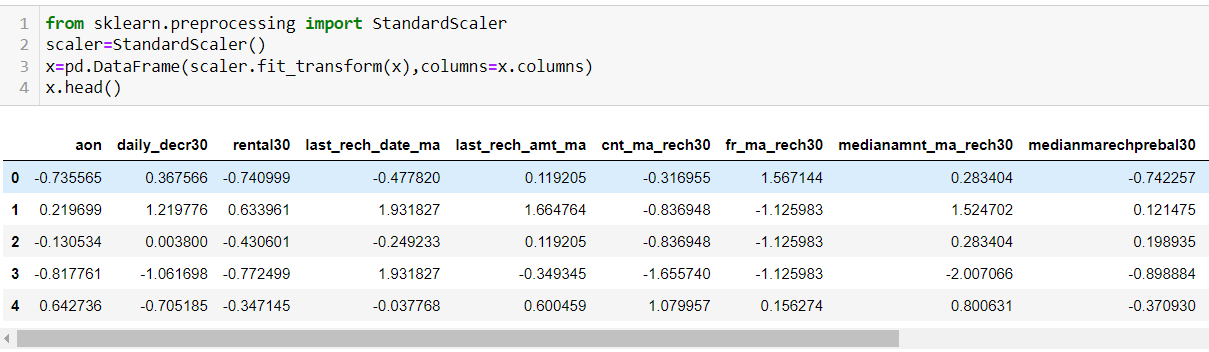 1 from sklearn.preprocessing import StandardScaler
2 scaler=StandardScaler()
3 x=pd.DataFrame(scaler.fit_transform(x),columns=x.columns)
4 x.head()
aon daily_decr30 rental30 last_rech_date_ma last_rech_amt_ma cnt_ma_rech30 fr_ma_rech30 medianamnt_ma_rech30 medianmarechprebal30
0 -0.735565 0.367566 -0.740999 -0.477820 0.119205 -0.316955 1.567144 0.283404 -0.742257
1 0.219699 1.219776 0.633961 1.931827 1.664764 -0.836948 -1.125983 1.524702 0.121475
2 -0.130534 0.003800 -0.430601 -0.249233 0.119205 -0.836948 -1.125983 0.283404 0.198935
3 -0.817761 -1.061698 -0.772499 1.931827 -0.349345 -1.655740 -1.125983 -2.007066 -0.898884
4 0.642736 -0.705185 -0.347145 -0.037768 0.600459 1.079957 0.156274 0.800631 -0.370930